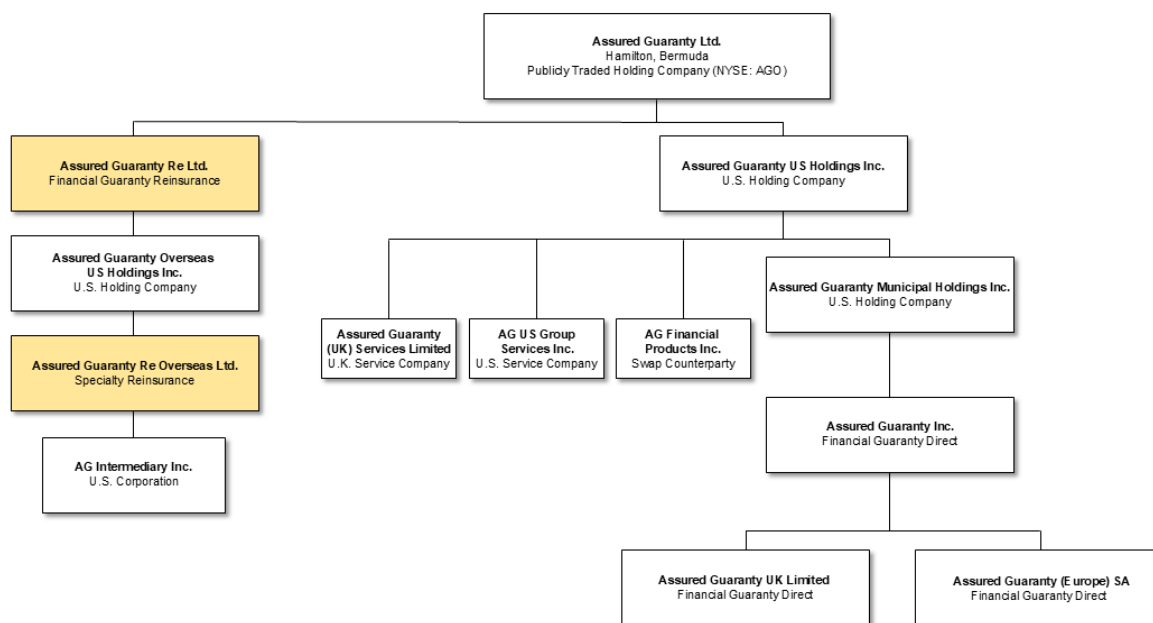 Assured Guaranty Ltd.
Hamilton, Bermuda
Publicly Traded Holding Company (NYSE: AGO)
Assured Guaranty Re Ltd.
Financial Guaranty Reinsurance
Assured Guaranty US Holdings Inc.
U.S. Holding Company
Assured Guaranty Overseas
US Holdings Inc.
U.S. Holding Company
Assured Guaranty Municipal Holdings Inc.
U.S. Holding Company
Assured Guaranty
(UK) Services Limited
U.K. Service Company
AG US Group
Services Inc.
U.S. Service Company
AG Financial
Products Inc.
Swap Counterparty
Assured Guaranty Re Overseas Ltd.
Specialty Reinsurance
Assured Guaranty Inc.
Financial Guaranty Direct
AG Intermediary Inc.
U.S. Corporation
Assured Guaranty UK Limited
Financial Guaranty Direct
Assured Guaranty (Europe) SA
Financial Guaranty Direct